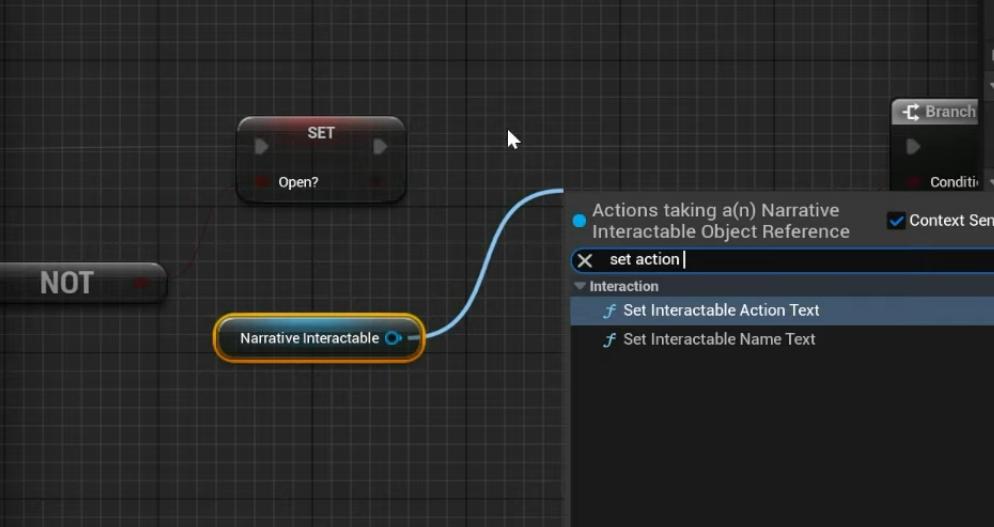 SET
Open?
NOT
Narrative Interactable
Branch
Conditi
Actions taking a(n) Narrative
Interactable Object Reference
Context Sen
set action
Interaction
f Set Interactable Action Text
f Set Interactable Name Text